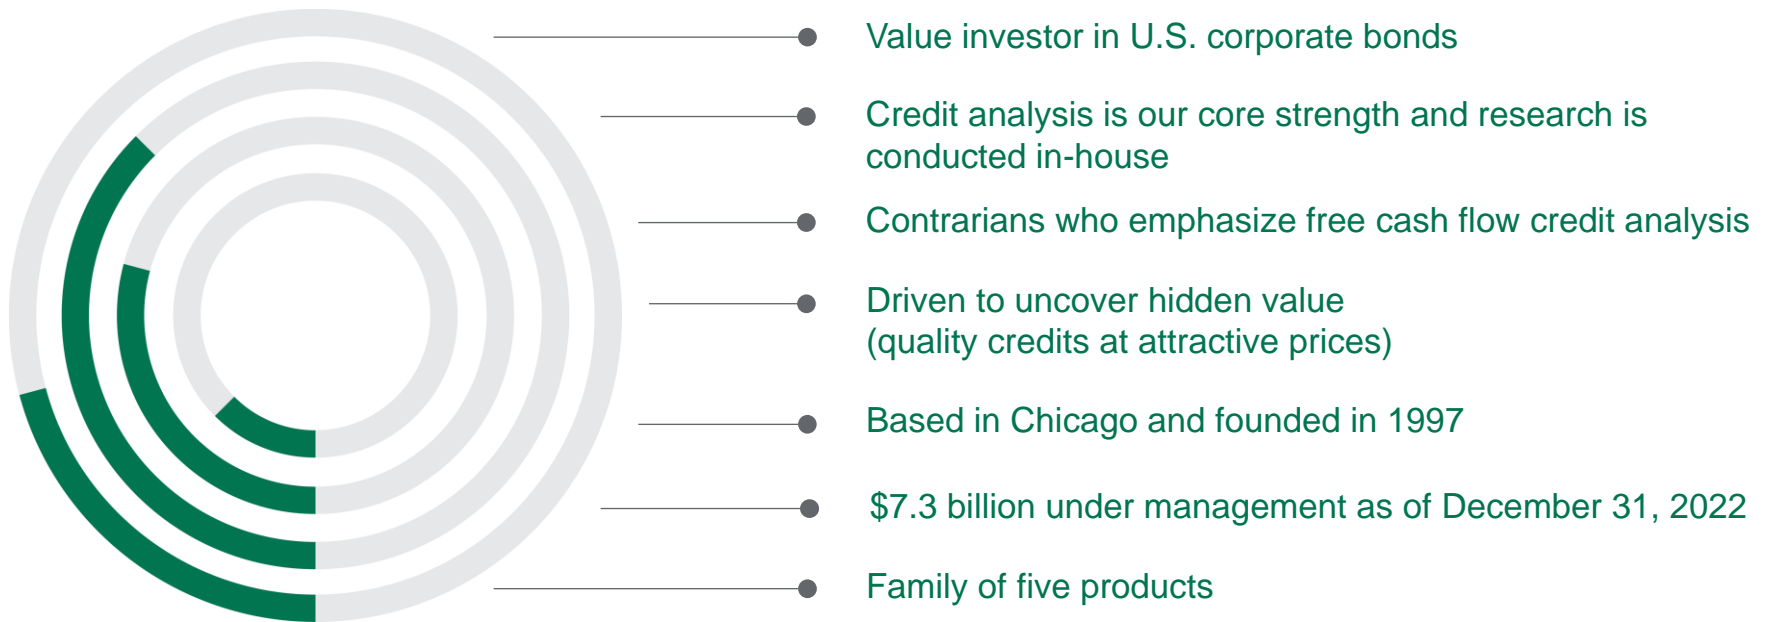 Value investor in U.S. corporate bonds
Credit analysis is our core strength and research is
conducted in-house
Contrarians who emphasize free cash flow credit analysis
Driven to uncover hidden value
(quality credits at attractive prices)
Based in Chicago and founded in 1997
$7.3 billion under management as of December 31, 2022
Family of five products